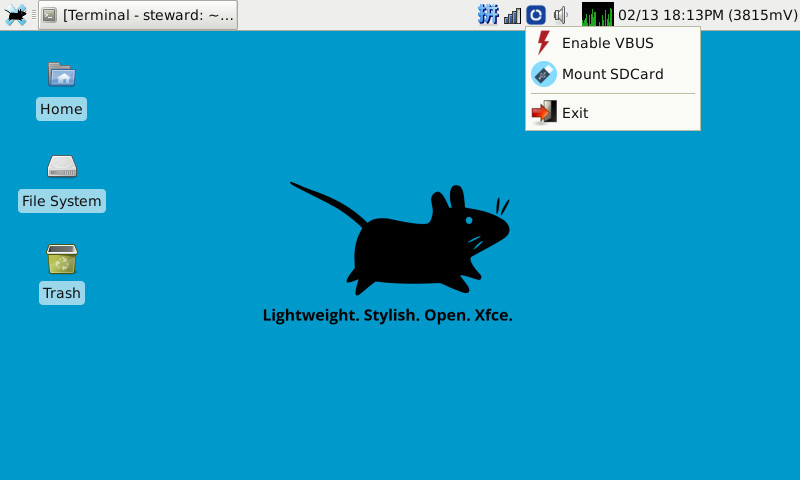 [Terminal - steward: ~...
拼
02/13 18:13PM (3815mV)
Enable VBUS
Mount SDCard
Exit
Home
File System
Trash
Lightweight. Stylish. Open. Xfce.